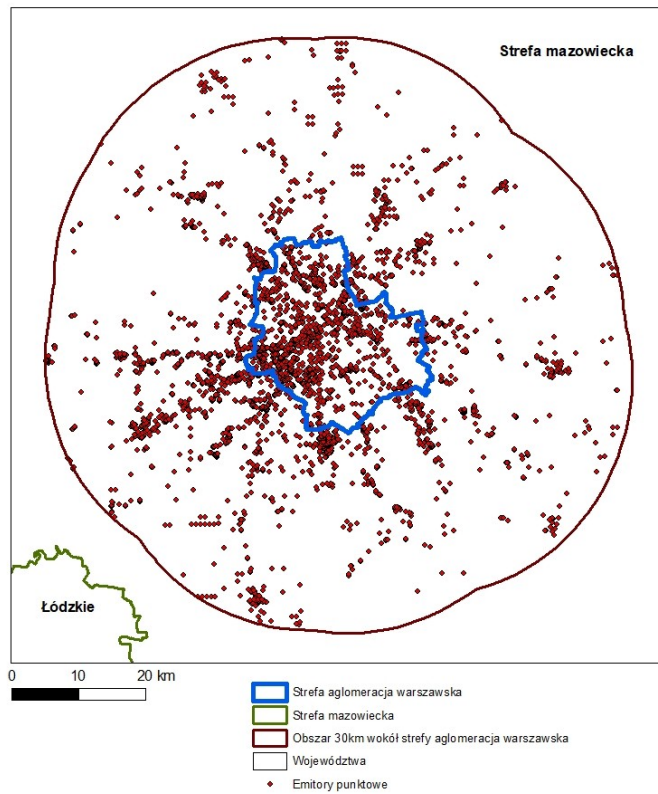 Strefa mazowiecka
Łódzkie
0 10 20 km
Strefa aglomeracja warszawska
Strefa mazowiecka
Obszar 30km wokół strefy aglomeracja warszawska
Województwa
Emitory punktowe